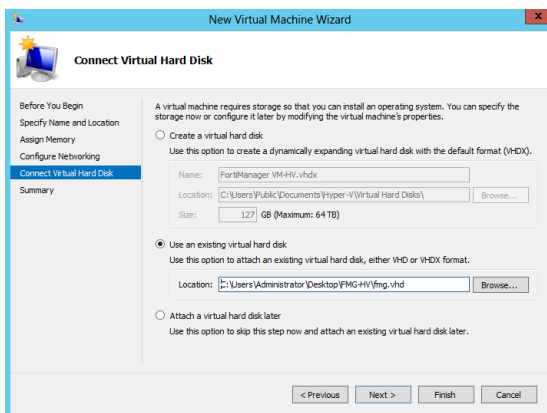 New Virtual Machine Wizard
x
Connect Virtual Hard Disk
Before You Begin
Specify Name and Location
Assign Memory
Configure Networking
Connect Virtual Hard Disk
Summary
A virtual machine requires storage so that you can install an operating system. You can specify the
storage now or configure it later by modifying the virtual machine's properties.
Create a virtual hard disk
Use this option to create a dynamically expanding virtual hard disk with the default format (VHDX).
Name: FortiManager VM-HV.vhdx
Location: C:\Users\Public\Documents\Hyper-V\Virtual Hard Disks\ Browse...
Size: 127 GB (Maximum: 64 TB)
Use an existing virtual hard disk
Use this option to attach an existing virtual hard disk, either VHD or VHDX format.
Location: C:\Users\Administrator\Desktop\FMG-HV\fmg.vhd Browse...
Attach a virtual hard disk later
Use this option to skip this step now and attach an existing virtual hard disk later.
< Previous Next > Finish Cancel